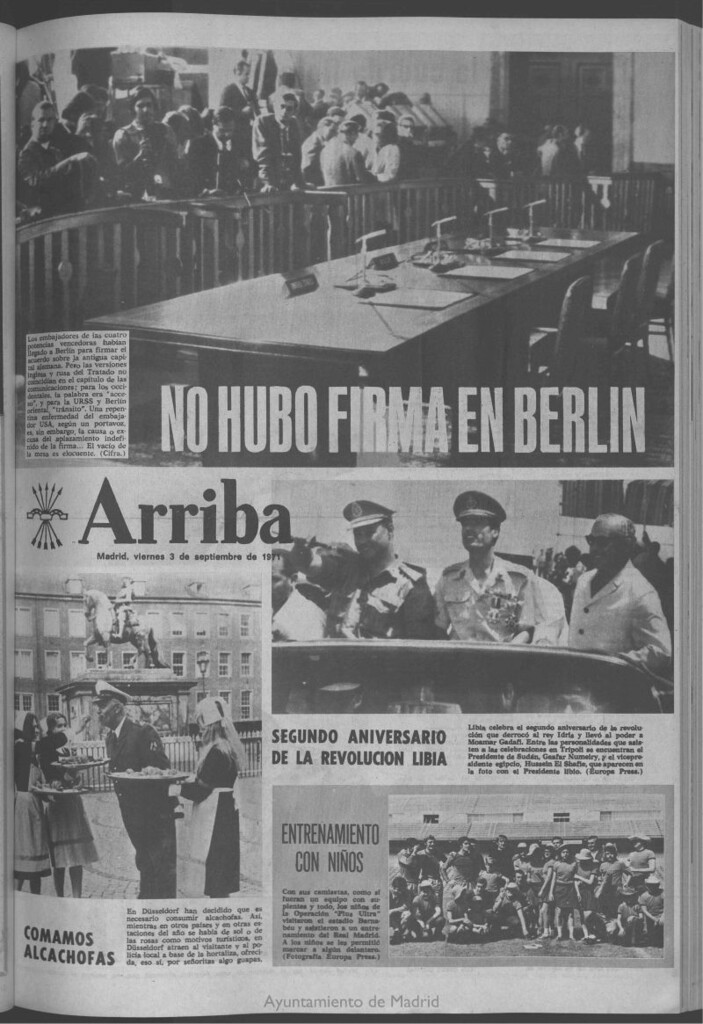 Los embajadores de las cuatro
potencias vencedoras habían
llegado a Berlín para firmar el
acuerdo sobre la antigua capi-
tal alemana. Pero las versiones
inglesa y rusa del Tratado no
coincidían en el capítulo de las
comunicaciones: para los occi-
dentales, la palabra era "acce-
so", y para la URSS y Berlín
oriental, "tránsito". Una repen-
tina enfermedad del embaja-
dor USA, según un portavoz,
es, sin embargo, la causa o ex-
cusa del aplazamiento indefi-
nido de la firma... El vacío de
la mesa es elocuente. (Cifra.)
NO HUBO FIRMA EN BERLIN
Arriba
Madrid, viernes 3 de septiembre de 1971
SEGUNDO ANIVERSARIO
DE LA REVOLUCION LIBIA
Libia celebra el segundo aniversario de la revolu-
ción que derrocó al rey Idris y llevó al poder a
Moamar Gadafi. Entre las personalidades que asis-
ten a las celebraciones en Trípoli se encuentran el
Presidente de Sudán, Gaafar Numeiry, y el vicepre-
sidente egipcio, Hussein El Shafie, que aparecen en
la foto con el Presidente libio. (Europa Press.)
ENTRENAMIENTO
CON NIÑOS
Con sus camisetas, como si
fueran un equipo con su-
plentes y todo, los niños de
la Operación "Plus Ultra"
visitaron el estadio Berna-
béu y asistieron a un entre-
namiento del Real Madrid.
A los niños se les permitió
marcar a algún delantero.
(Fotografía Europa Press.)
COMAMOS
ALCACHOFAS
En Düsseldorf han decidido que es
necesario consumir alcachofas. Así,
mientras en otros países y en otras es-
taciones del año se habla de sol o de
las rosas como motivos turísticos, en
Düsseldorf atraen al visitante y al po-
licía local a base de la hortaliza, ofreci-
da, eso sí, por señoritas algo guapas.
Ayuntamiento de Madrid